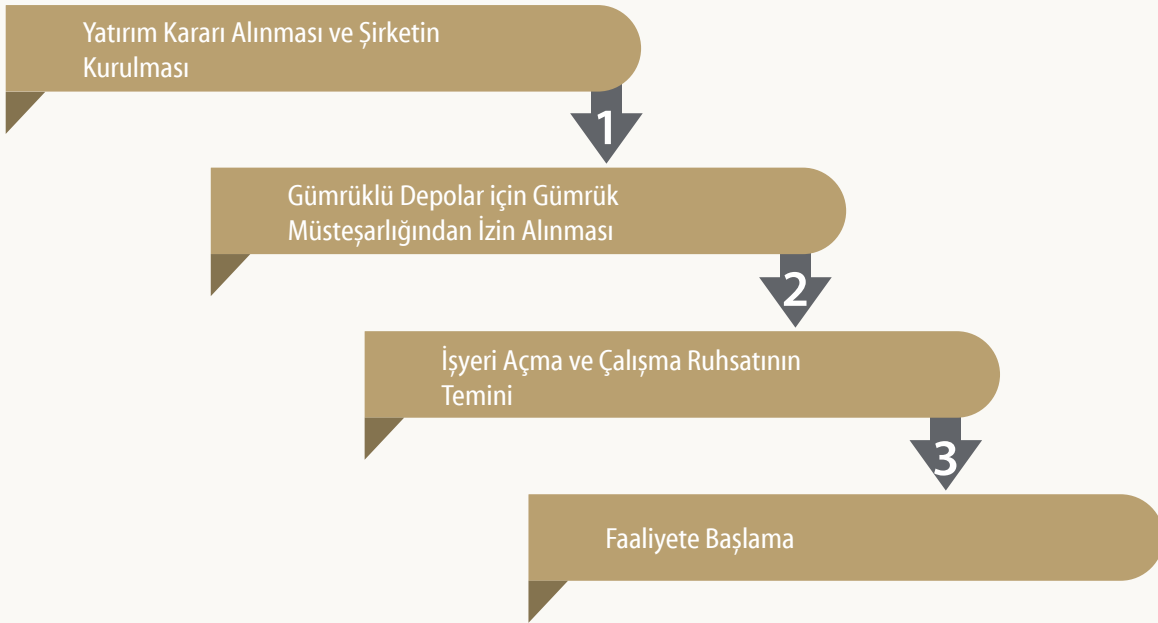 Yatırım Kararı Alınması ve Şirketin
Kurulması
1
Gümrüklü Depolar için Gümrük
Müsteşarlığından İzin Alınması
2
İşyeri Açma ve Çalışma Ruhsatının
Temini
3
Faaliyete Başlama